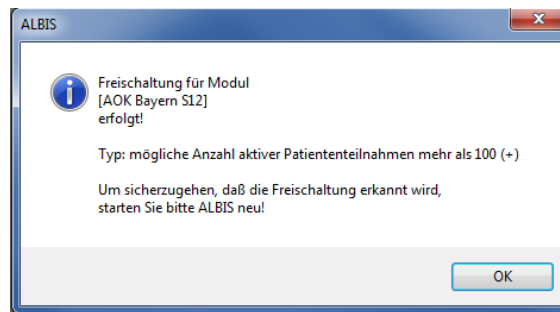 ALBIS
Freischaltung für Modul
[AOK Bayern S12]
erfolgt!
Typ: mögliche Anzahl aktiver Patiententeilnahmen mehr als 100 (+)
Um sicherzugehen, daß die Freischaltung erkannt wird,
starten Sie bitte ALBIS neu!
OK